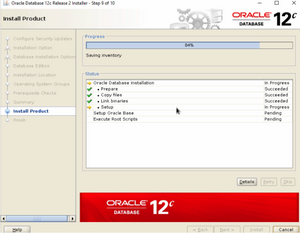 Oracle Database 12c Release 2 Installer - Step 9 of 10
Install Product
ORACLE
DATABASE 12c
Configure Security Updates
Installation Option
Database Installation Options
Database Edition
Installation Location
Operating System Groups
Prerequisite Checks
Summary
Install Product
Finish
Progress
84%
Saving inventory
Status
Oracle Database Installation In Progress
• Prepare Succeeded
• Copy files Succeeded
• Link binaries Succeeded
• Setup In Progress
Setup Oracle Base Pending
Execute Root Scripts Pending
Details
Retry
Skip
ORACLE
DATABASE 12c
Help
< Back
Next >
Install
Cancel